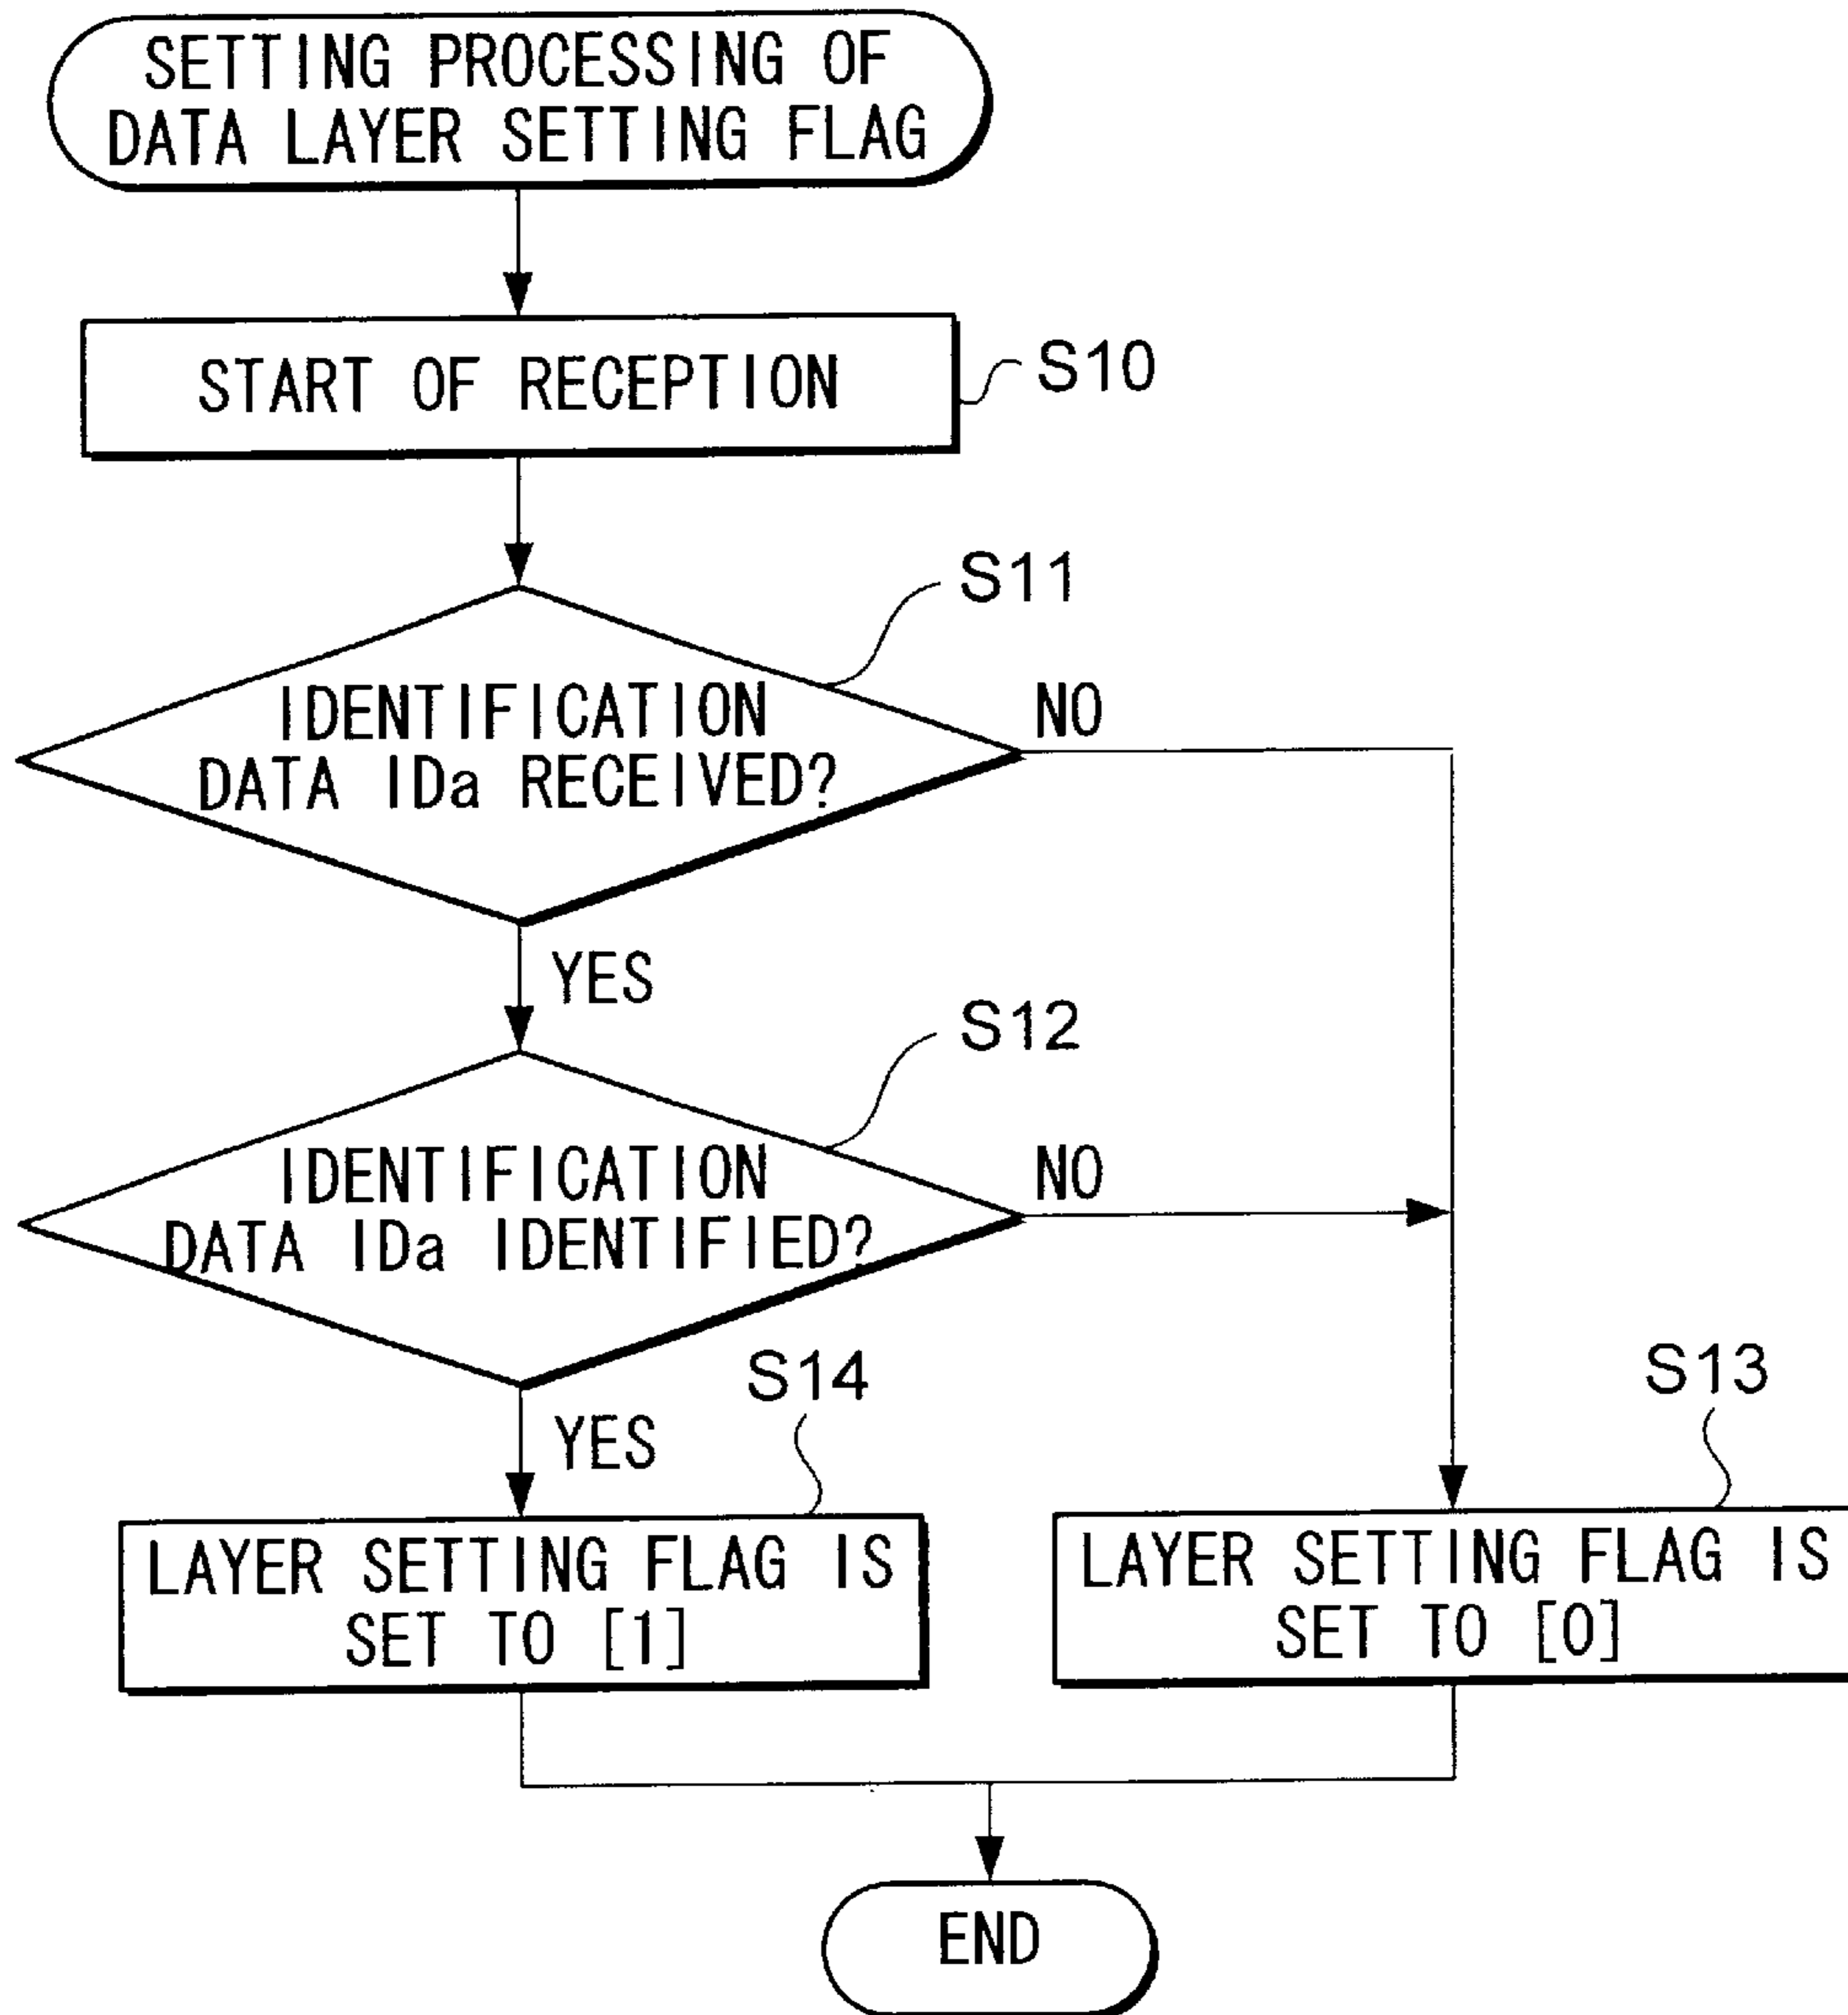 SETTING PROCESSING OF
DATA LAYER SETTING FLAG
START OF RECEPTION
S10
S11
IDENTIFICATION
DATA IDa RECEIVED?
NO
YES
S12
IDENTIFICATION
DATA IDa IDENTIFIED?
NO
YES
S14
LAYER SETTING FLAG IS
SET TO [1]
S13
LAYER SETTING FLAG IS
SET TO [0]
END